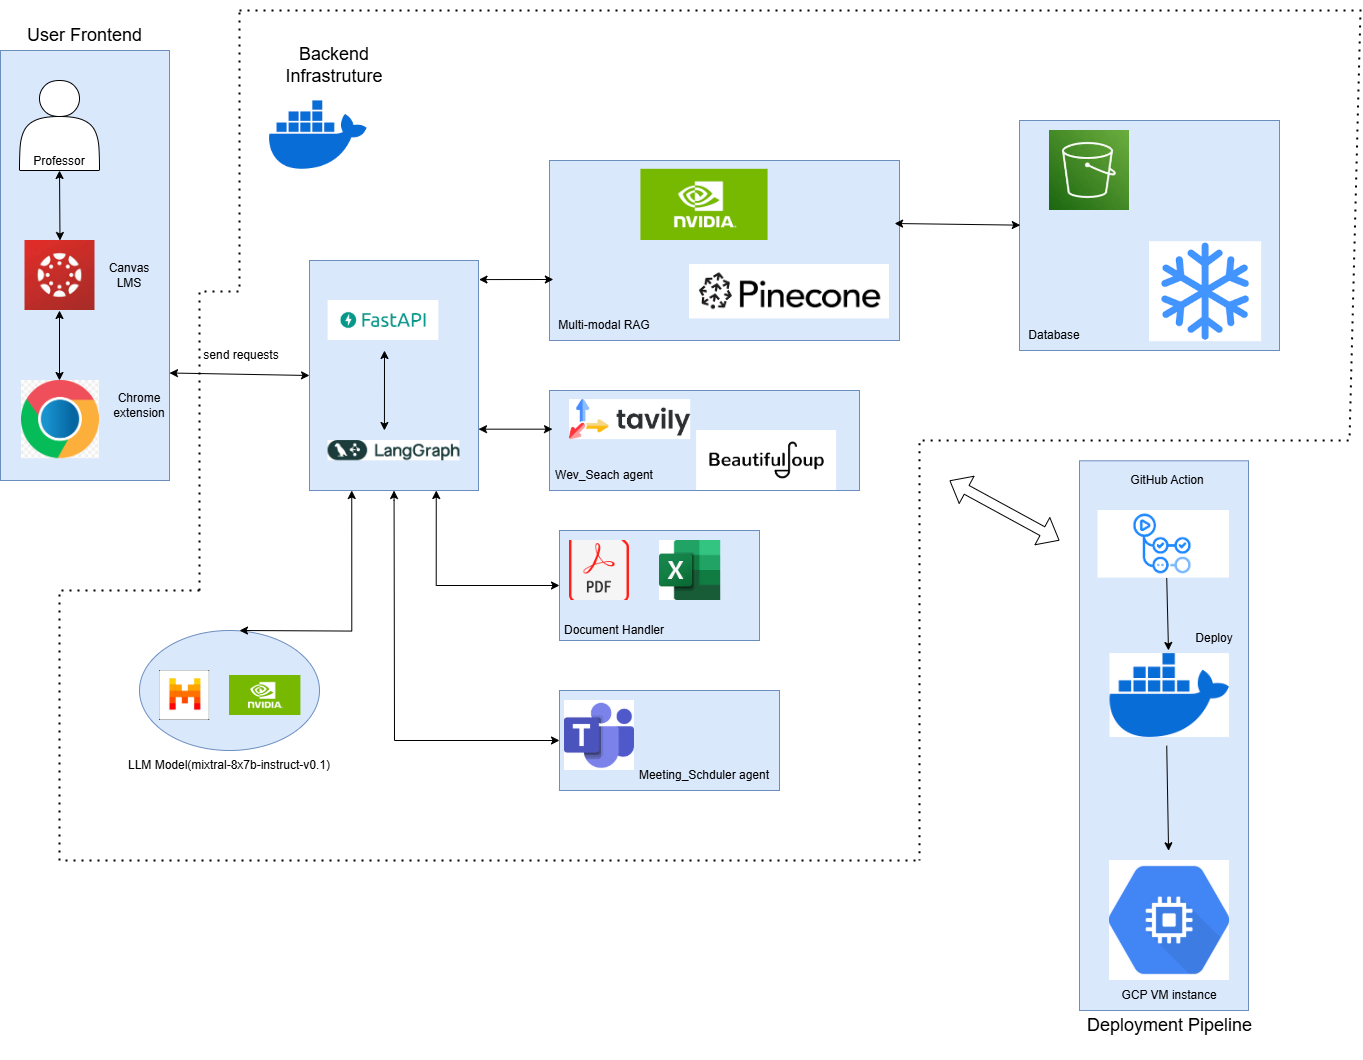 User Frontend
Professor
Canvas
LMS
Chrome
extension
send requests
Backend
Infrastruture
FastAPI
LangGraph
NVIDIA
Pinecone
Multi-modal RAG
Database
tavily
BeautifulSoup
Wev_Seach agent
PDF
X
Document Handler
T
Meeting_Schduler agent
NVIDIA
LLM Model(mixtral-8x7b-instruct-v0.1)
GitHub Action
Deploy
GCP VM instance
Deployment Pipeline